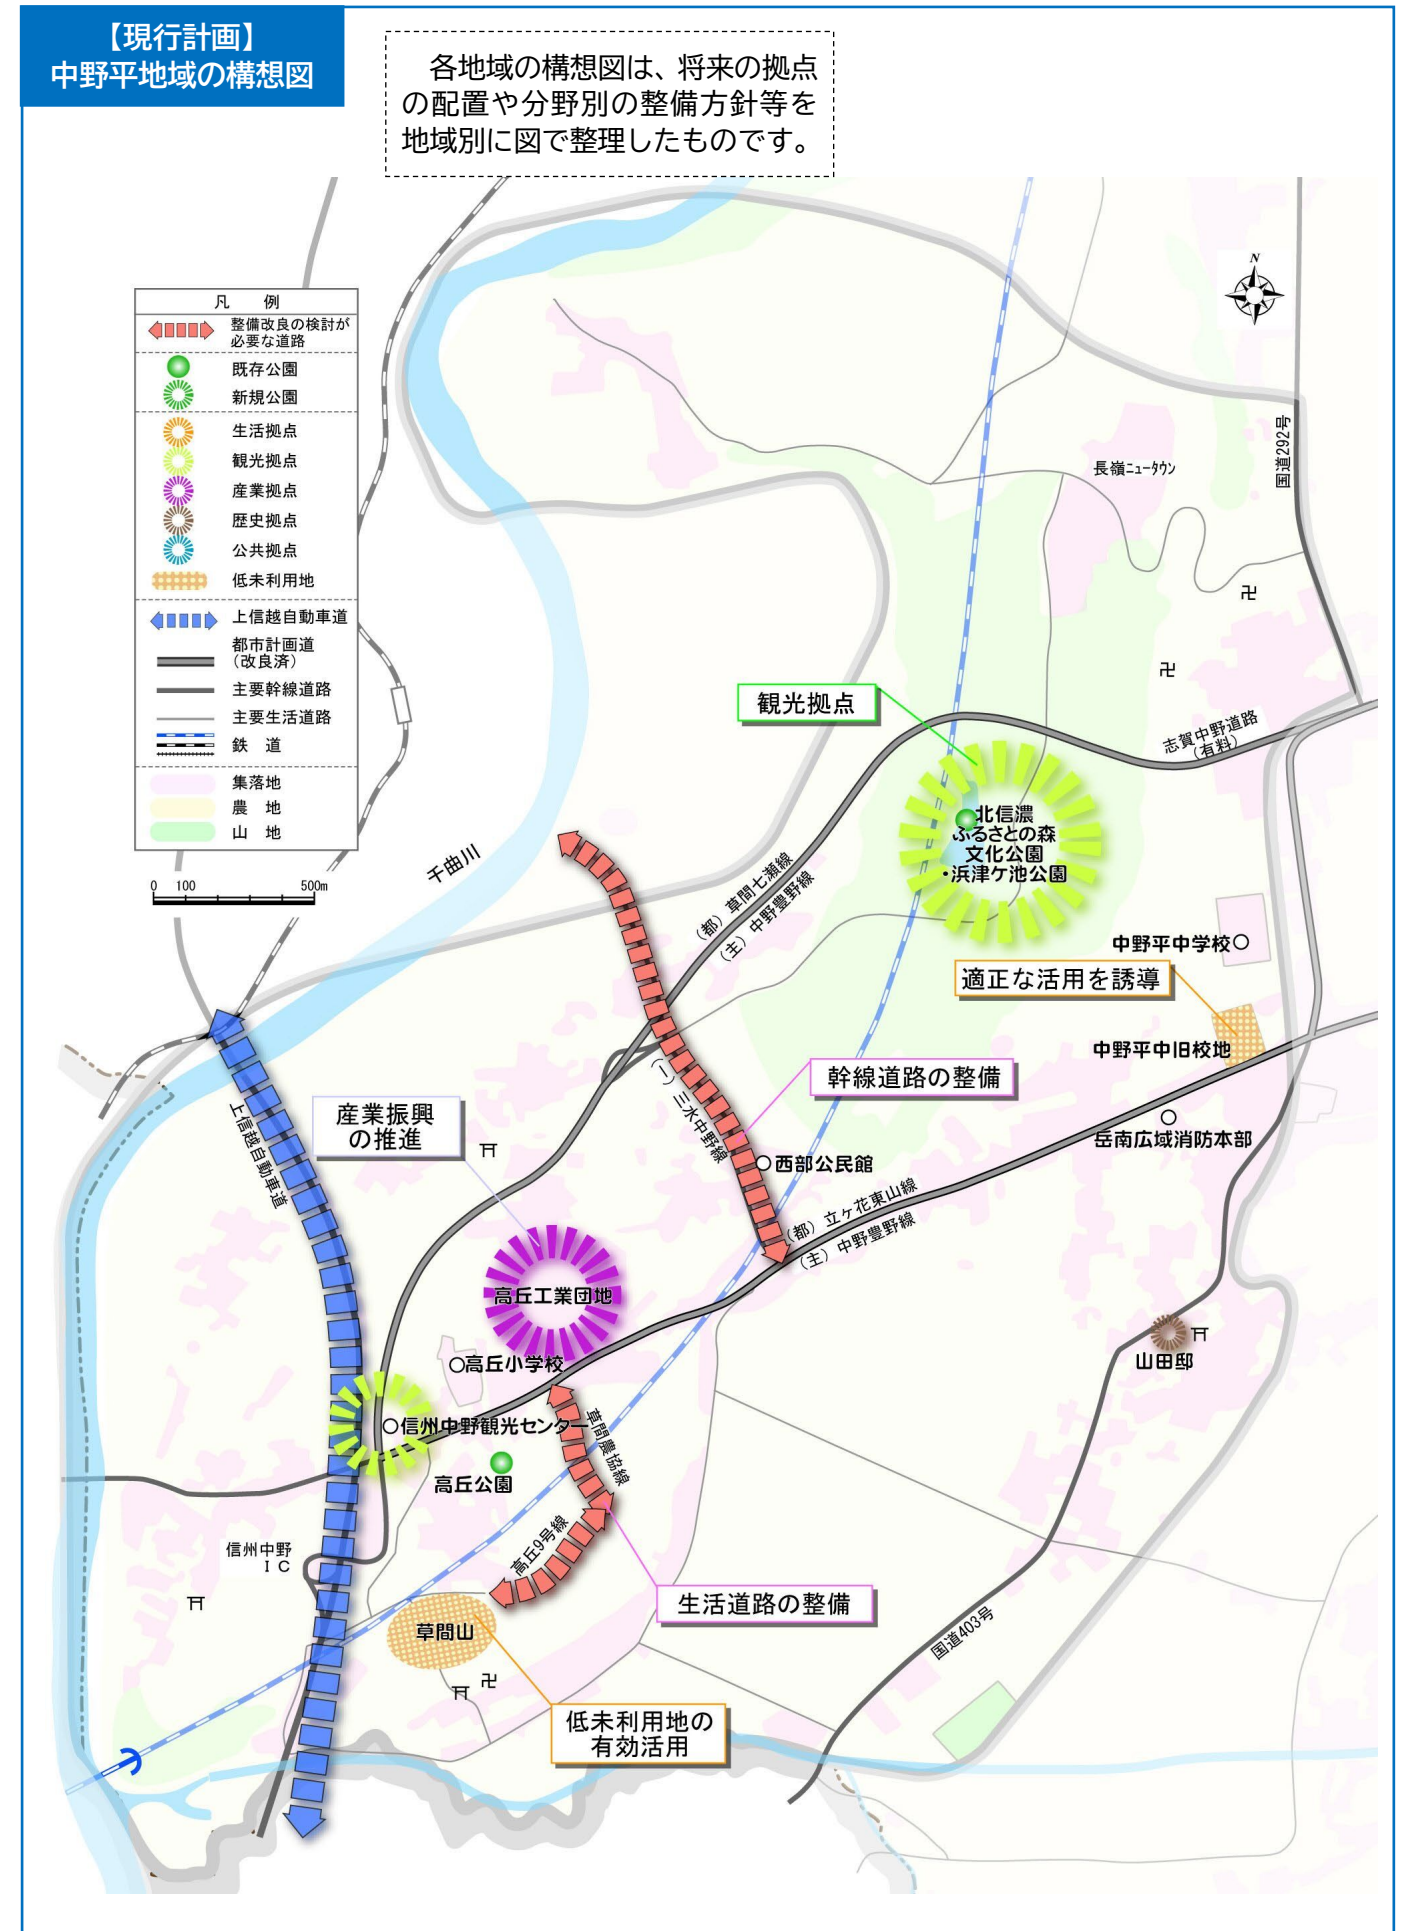 【現行計画】
中野平地域の構想図
各地域の構想図は、将来の拠点
の配置や分野別の整備方針等を
地域別に図で整理したものです。
凡 例
整備改良の検討が
必要な道路
既存公園
新規公園
生活拠点
観光拠点
産業拠点
歴史拠点
公共拠点
低未利用地
上信越自動車道
都市計画道
（改良済）
主要幹線道路
主要生活道路
鉄 道
集落地
農 地
山 地
0 100 500m
N
国道292号
長嶺ニュータウン
観光拠点
志賀中野道路
（有料）
北信濃
ふるさとの森
文化公園
・浜津ケ池公園
千曲川
（都）草間七瀬線
（主）中野豊野線
中野平中学校
適正な活用を誘導
中野平中旧校地
幹線道路の整備
（一）三水中野線
岳南広域消防本部
西部公民館
産業振興
の推進
上信越自動車道
（都）立ヶ花東山線
（主）中野豊野線
高丘工業団地
山田邸
高丘小学校
信州中野観光センター
草間農協線
高丘公園
高丘9号線
信州中野
ＩＣ
生活道路の整備
草間山
国道403号
低未利用地の
有効活用